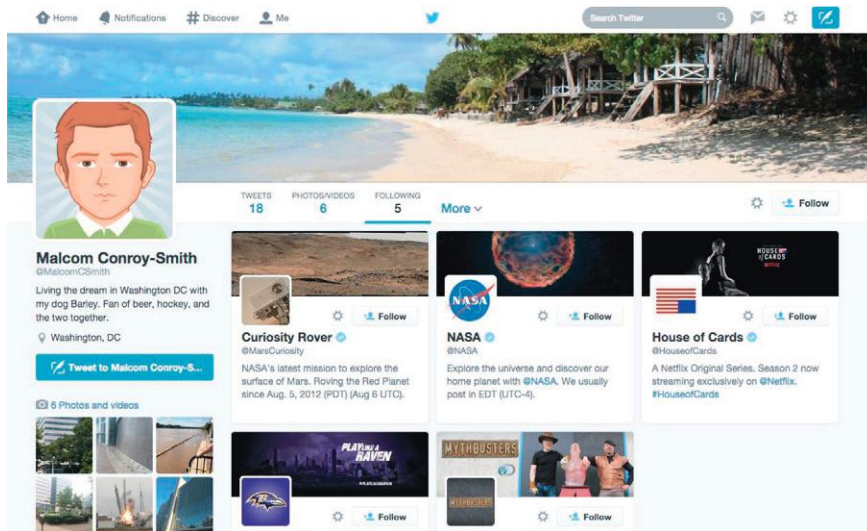 Home Notifications Discover Me Search Twitter
HOUSE of CARDS
NETFLIX
TWEETS PHOTOS/VIDEOS FOLLOWING
18 6 5 More Follow
Malcom Conroy-Smith
@MalcomCSmith
Living the dream in Washington DC with
my dog Barley. Fan of beer, hockey, and
the two together.
Washington, DC
Tweet to Malcom Conroy-S...
6 Photos and videos
Follow
Curiosity Rover
@MarsCuriosity
NASA's latest mission to explore the
surface of Mars. Roving the Red Planet
since Aug. 5, 2012 (PDT) (Aug 6 UTC).
NASA
Follow
NASA
@NASA
Explore the universe and discover our
home planet with @NASA. We usually
post in EDT (UTC-4).
Follow
House of Cards
@HouseofCards
A Netflix Original Series. Season 2 now
streaming exclusively on @Netflix.
#HouseofCards
PLAY LIKE A
RAVEN
Follow
MYTHBUSTERS
MYTHBUSTERS
Follow